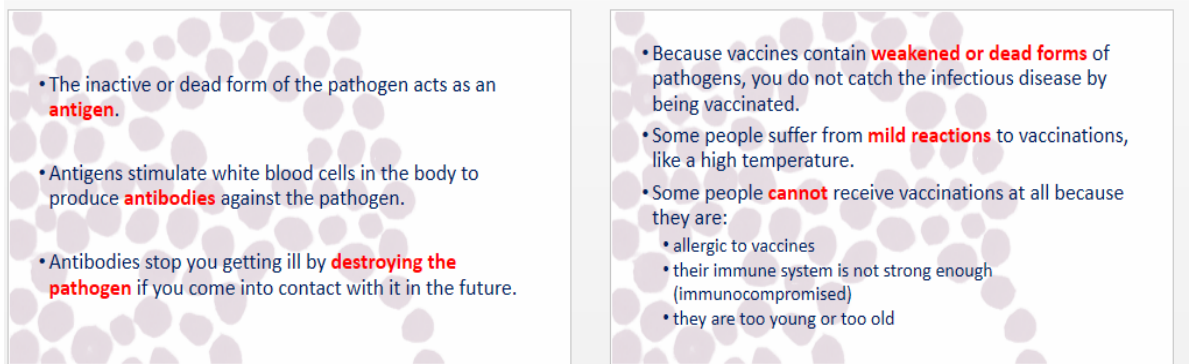 • The inactive or dead form of the pathogen acts as an
antigen.
• Antigens stimulate white blood cells in the body to
produce antibodies against the pathogen.
• Antibodies stop you getting ill by destroying the
pathogen if you come into contact with it in the future.
• Because vaccines contain weakened or dead forms of
pathogens, you do not catch the infectious disease by
being vaccinated.
• Some people suffer from mild reactions to vaccinations,
like a high temperature.
• Some people cannot receive vaccinations at all because
they are:
• allergic to vaccines
• their immune system is not strong enough
(immunocompromised)
• they are too young or too old